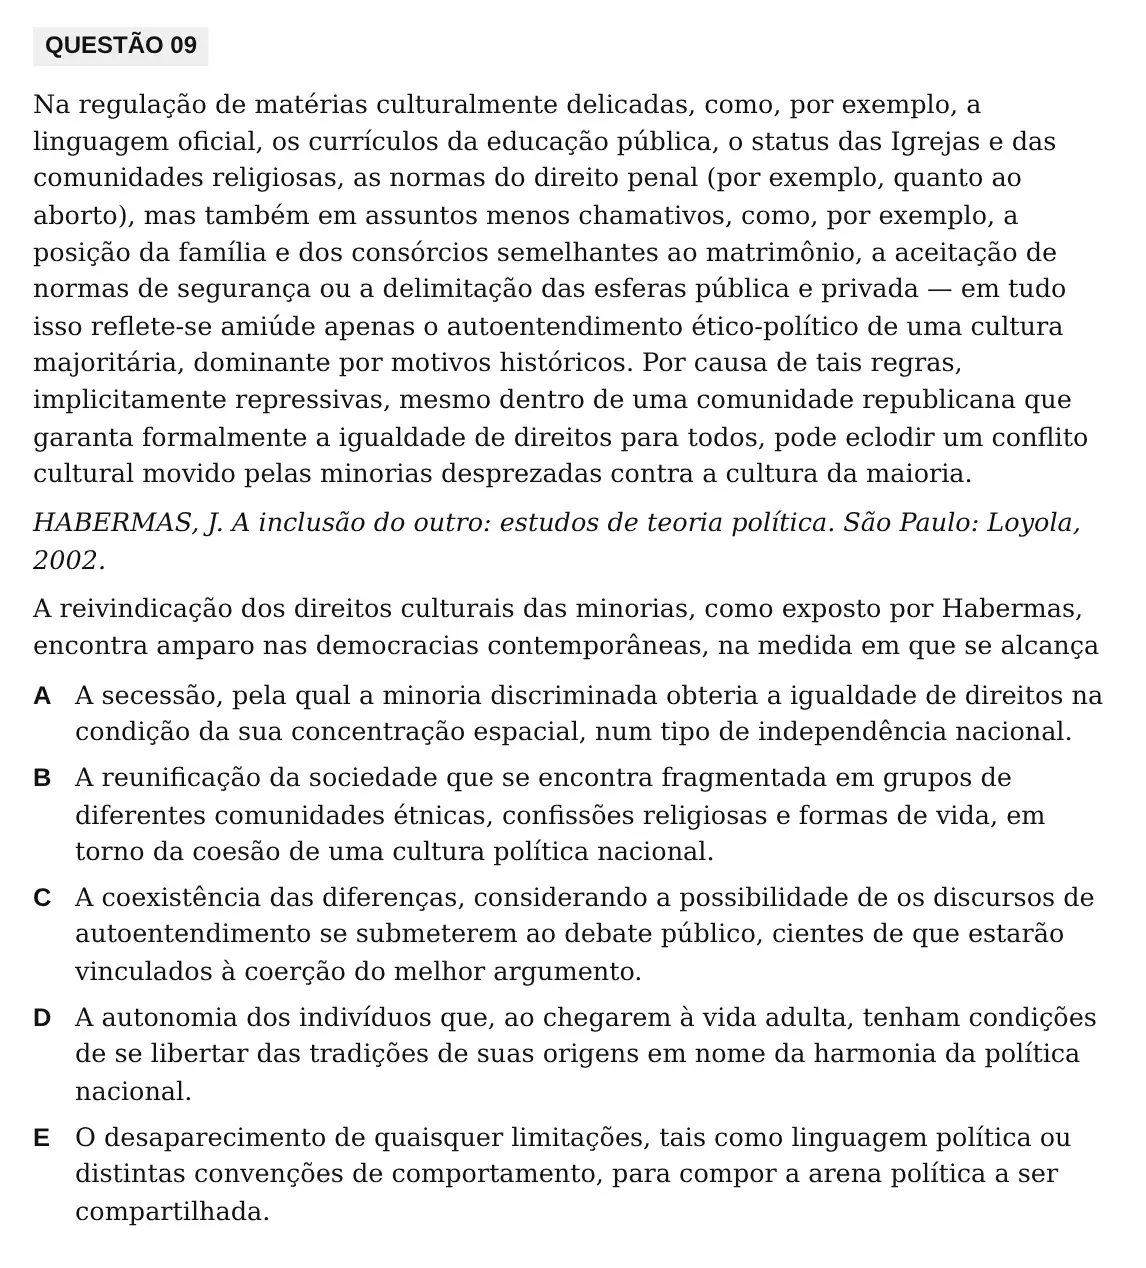 QUESTÃO 09
Na regulação de matérias culturalmente delicadas, como, por exemplo, a
linguagem oficial, os currículos da educação pública, o status das Igrejas e das
comunidades religiosas, as normas do direito penal (por exemplo, quanto ao
aborto), mas também em assuntos menos chamativos, como, por exemplo, a
posição da família e dos consórcios semelhantes ao matrimônio, a aceitação de
normas de segurança ou a delimitação das esferas pública e privada — em tudo
isso reflete-se amiúde apenas o autoentendimento ético-político de uma cultura
majoritária, dominante por motivos históricos. Por causa de tais regras,
implicitamente repressivas, mesmo dentro de uma comunidade republicana que
garanta formalmente a igualdade de direitos para todos, pode eclodir um conflito
cultural movido pelas minorias desprezadas contra a cultura da maioria.
HABERMAS, J. A inclusão do outro: estudos de teoria política. São Paulo: Loyola,
2002.
A reivindicação dos direitos culturais das minorias, como exposto por Habermas,
encontra amparo nas democracias contemporâneas, na medida em que se alcança
A A secessão, pela qual a minoria discriminada obteria a igualdade de direitos na
condição da sua concentração espacial, num tipo de independência nacional.
B A reunificação da sociedade que se encontra fragmentada em grupos de
diferentes comunidades étnicas, confissões religiosas e formas de vida, em
torno da coesão de uma cultura política nacional.
C A coexistência das diferenças, considerando a possibilidade de os discursos de
autoentendimento se submeterem ao debate público, cientes de que estarão
vinculados à coerção do melhor argumento.
D A autonomia dos indivíduos que, ao chegarem à vida adulta, tenham condições
de se libertar das tradições de suas origens em nome da harmonia da política
nacional.
E O desaparecimento de quaisquer limitações, tais como linguagem política ou
distintas convenções de comportamento, para compor a arena política a ser
compartilhada.